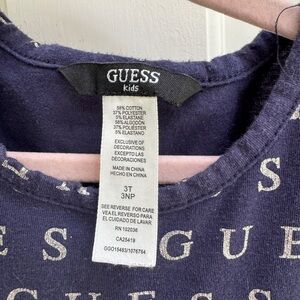 GUESS
kids
58% COTTON
37% POLYESTER
5% ELASTANE
58% ALGODON
37% POLIESTER
5% ELASTANO
EXCLUSIVE OF
DECORATIONS
EXCEPTO LAS
DECORACIONES
MADE IN CHINA
HECHO EN CHINA
3T
3NP
SEE REVERSE FOR CARE
VEA EL REVERSO PARA
EL CUIDADO DE LAVAR
RN 102036
CA25419
S
E S GUE
GUESS